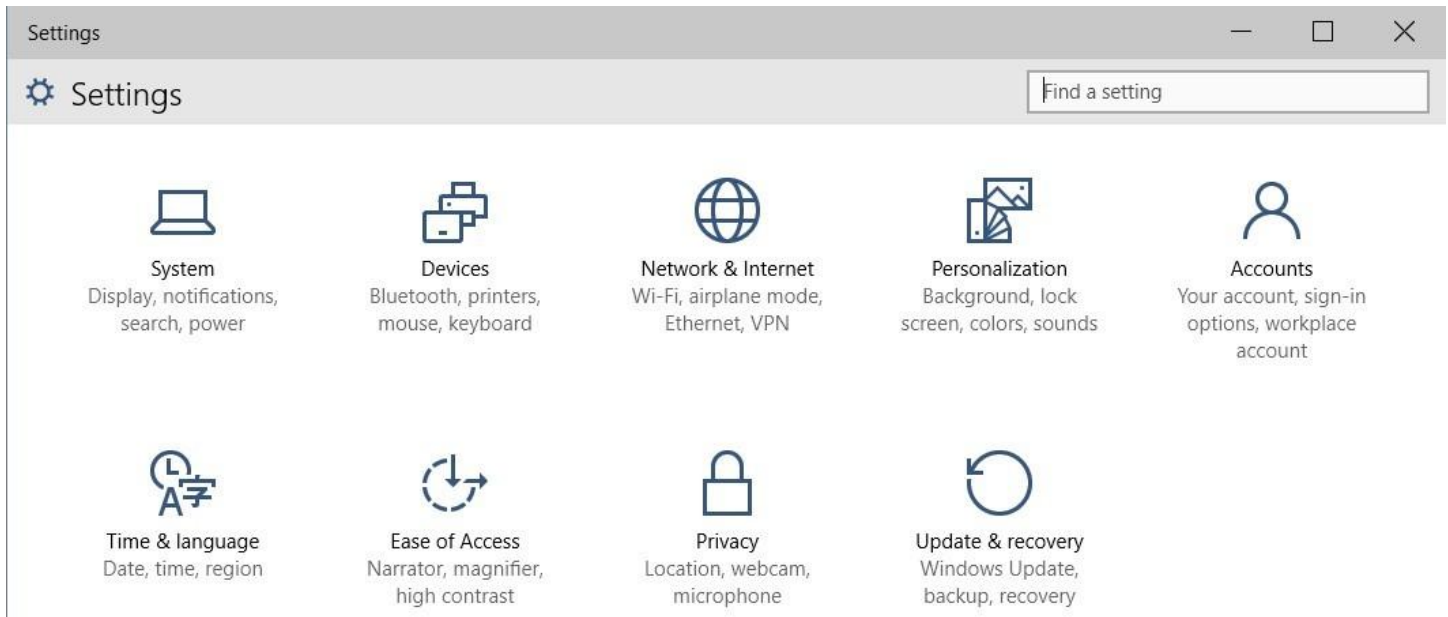 Settings
Settings
Find a setting
System
Display, notifications,
search, power
Devices
Bluetooth, printers,
mouse, keyboard
Network & Internet
Wi-Fi, airplane mode,
Ethernet, VPN
Personalization
Background, lock
screen, colors, sounds
Accounts
Your account, sign-in
options, workplace
account
Time & language
Date, time, region
Ease of Access
Narrator, magnifier,
high contrast
Privacy
Location, webcam,
microphone
Update & recovery
Windows Update,
backup, recovery